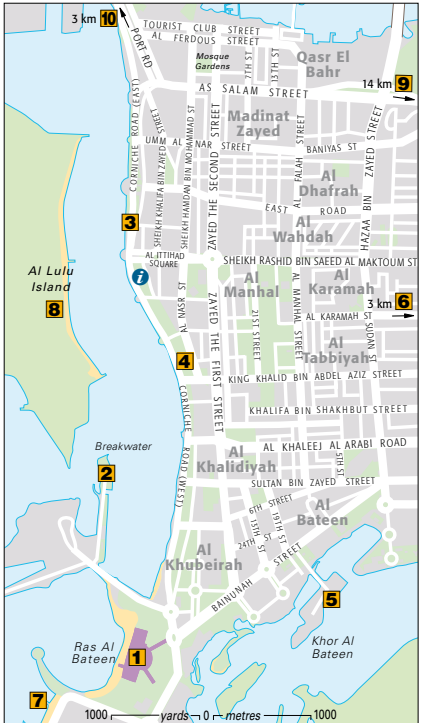 3 km 10
PORT RD
TOURIST CLUB STREET
AL FERDOUS STREET
Mosque
Gardens
7TH ST
13TH ST
Qasr El
Bahr
14 km 9
AS SALAM STREET
CORNICHE ROAD (EAST)
STREET
Madinat
Zayed
UMM AL NAR STREET
BANIYAS ST
SHEIKH KHALIFA BIN ZAYED
SHEIKH HAMDAN BIN MOHAMMAD ST
ZAYED THE SECOND STREET
AL FALAH STREET
HAZAA BIN ZAYED STREET
Al
Dhafrah
EAST ROAD
3
Al
Wahdah
AL ITTIHAD
SQUARE
SHEIKH RASHID BIN SAEED AL MAKTOUM ST
i
Al Lulu
Island
8
Al
Manhal
Al
Karamah
3 km 6
AL NASR ST
ZAYED THE FIRST STREET
21ST STREET
AL MANHAL STREET
AL KARAMAH ST
SUDAN ST
Al
Tabbiyah
4
KING KHALID BIN ABDEL AZIZ STREET
CORNICHE ROAD (WEST)
KHALIFA BIN SHAKHBUT STREET
Breakwater
2
AL KHALEEJ AL ARABI ROAD
Al
Khalidiyah
5TH ST
SULTAN BIN ZAYED STREET
6TH STREET
15TH ST
19TH ST
24TH ST
Al
Bateen
Al
Khubeirah
BAINUNAH STREET
5
Ras Al
Bateen
1
Khor Al
Bateen
7
1000 yards 0 metres 1000